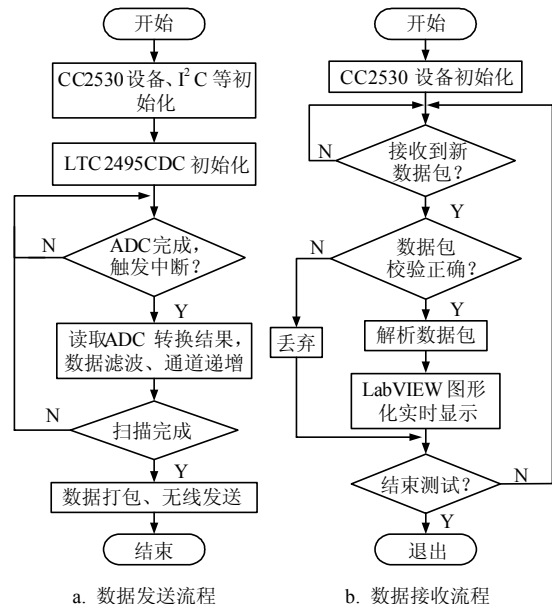 开始
CC2530 设备、I²C 等初
始化
LTC2495CDC 初始化
N
ADC完成，
触发中断？
Y
读取ADC 转换结果，
数据滤波、通道递增
N
扫描完成
Y
数据打包、无线发送
结束
a. 数据发送流程
开始
CC2530 设备初始化
N
接收到新
数据包？
Y
N
数据包
校验正确？
Y
丢弃
解析数据包
LabVIEW 图形
化实时显示
结束测试？
N
Y
退出
b. 数据接收流程